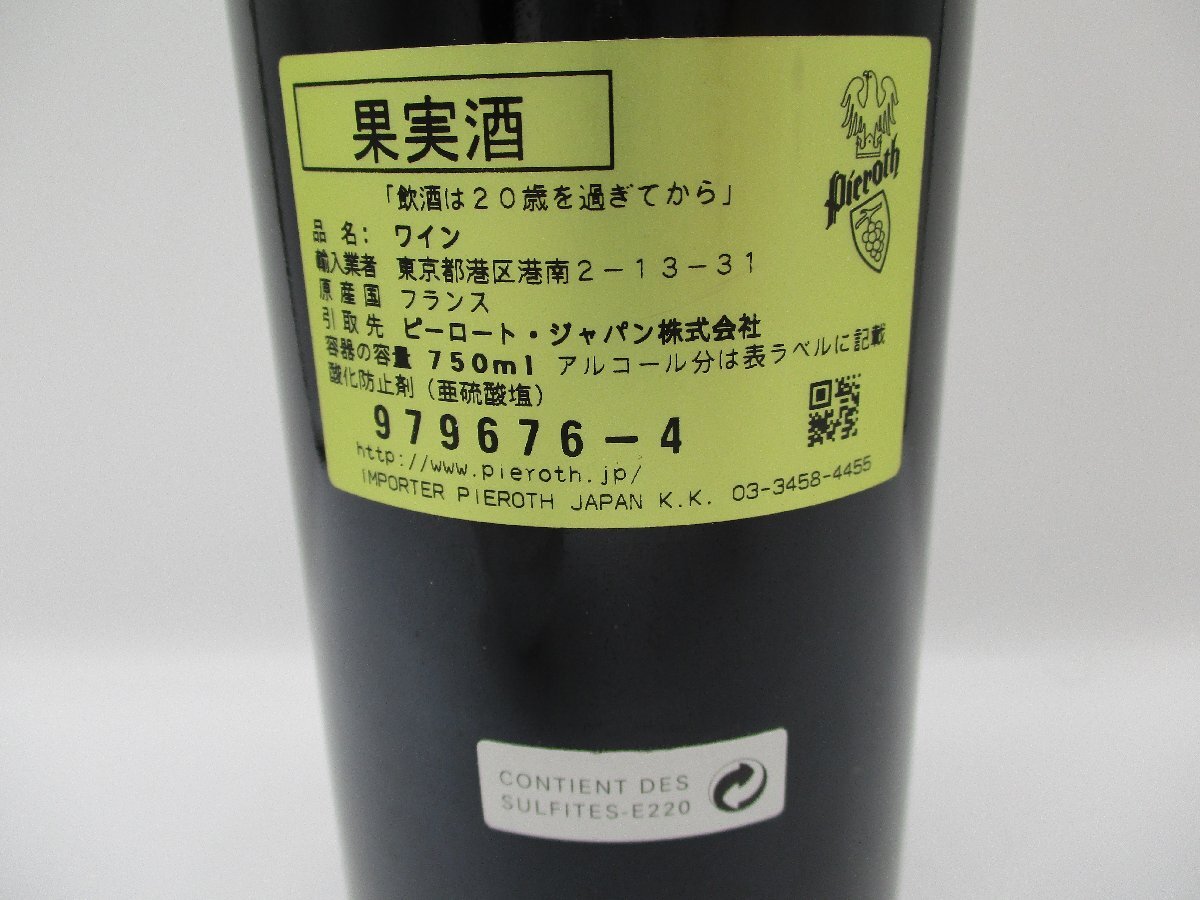 果実酒
Pieroth
「飲酒は20歳を過ぎてから」
品名: ワイン
輸入業者 東京都港区港南2-13-31
原産国 フランス
引取先 ピーロート・ジャパン株式会社
容器の容量 750ml アルコール分は表ラベルに記載
酸化防止剤(亜硫酸塩)
979676-4
http://www.pieroth.jp/
IMPORTER PIEROTH JAPAN K.K. 03-3458-4455
CONTIENT DES
SULFITES-E220